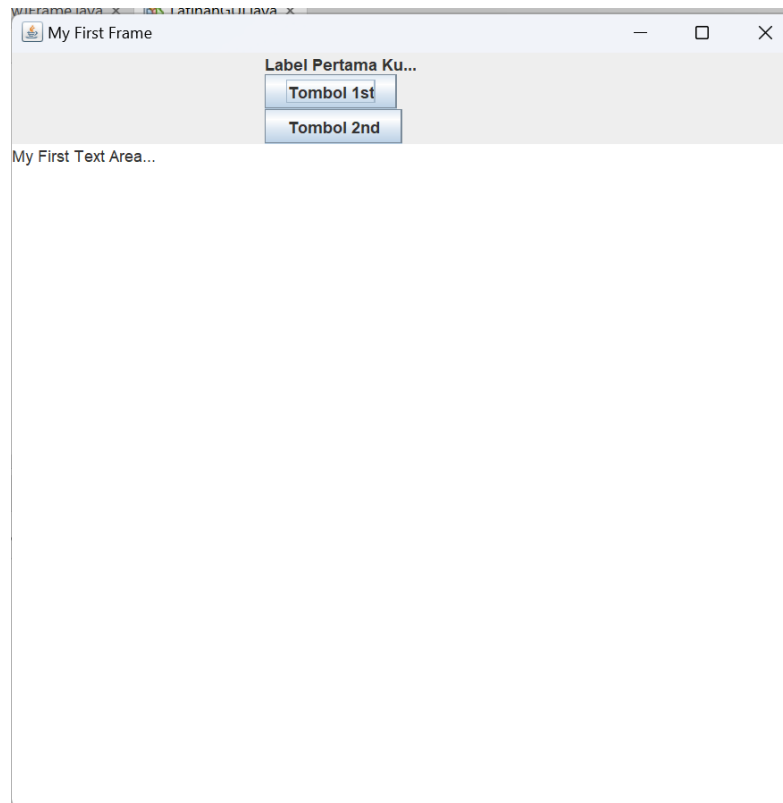 My First Frame
Label Pertama Ku...
Tombol 1st
Tombol 2nd
My First Text Area...